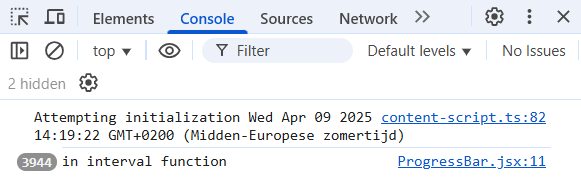 Elements Console Sources Network »
top Filter Default levels No Issues
2 hidden
Attempting initialization Wed Apr 09 2025 content-script.ts:82
14:19:22 GMT+0200 (Midden-Europese zomertijd)
3944 in interval function ProgressBar.jsx:11